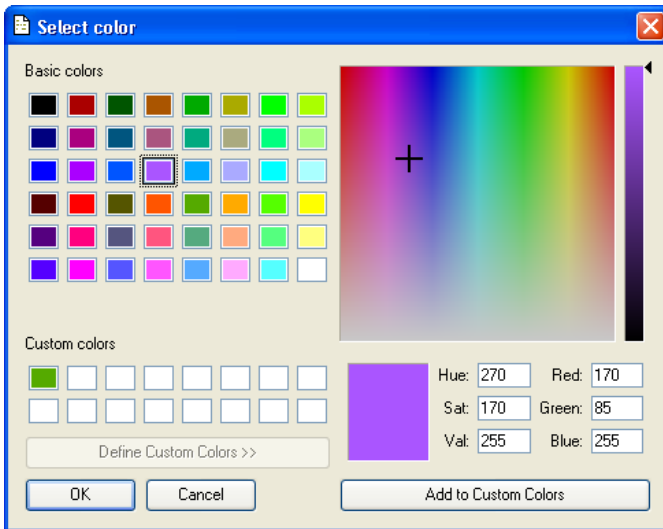 Select color
Basic colors
Custom colors
Define Custom Colors >>
OK Cancel
Hue: 270 Red: 170
Sat: 170 Green: 85
Val: 255 Blue: 255
Add to Custom Colors